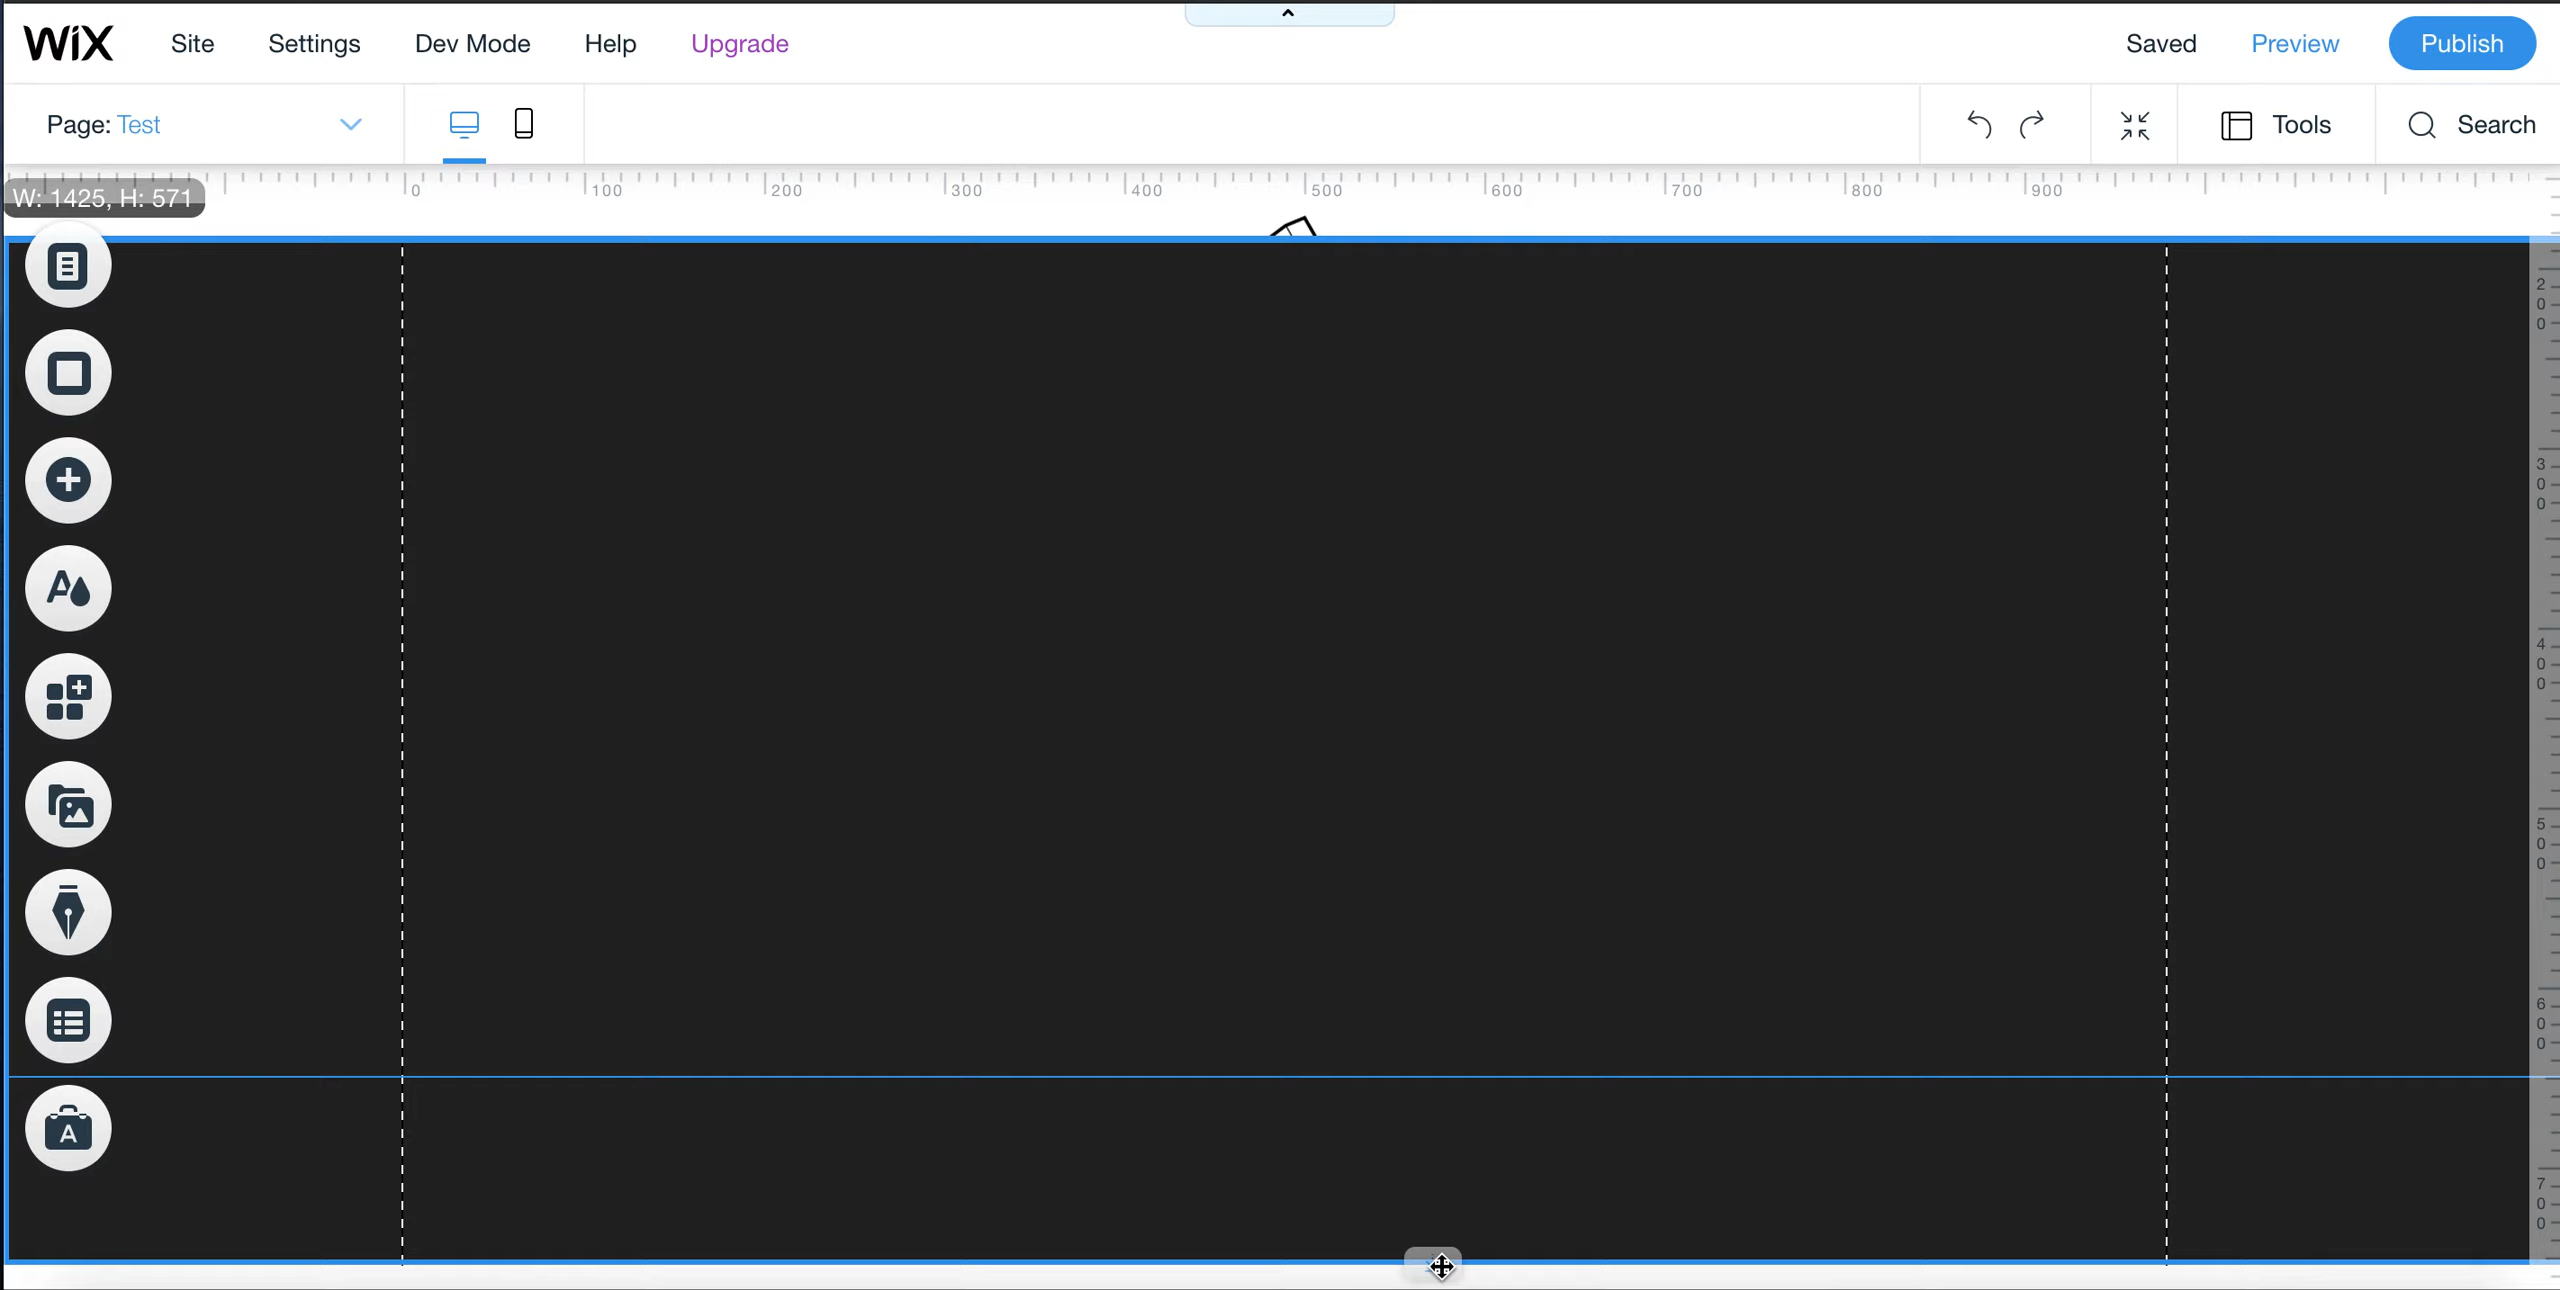 WIX Site Settings Dev Mode Help Upgrade Saved Preview Publish
Page: Test Tools Search
W: 1425, H: 571
0 100 200 300 400 500 600 700 800 900
200
300
400
500
600
700
A
A